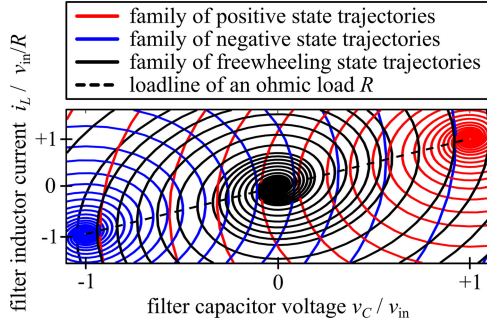 family of positive state trajectories
family of negative state trajectories
family of freewheeling state trajectories
loadline of an ohmic load R
filter inductor current i_L / v_in/R
+1
0
-1
-1
0
+1
filter capacitor voltage v_C / v_in